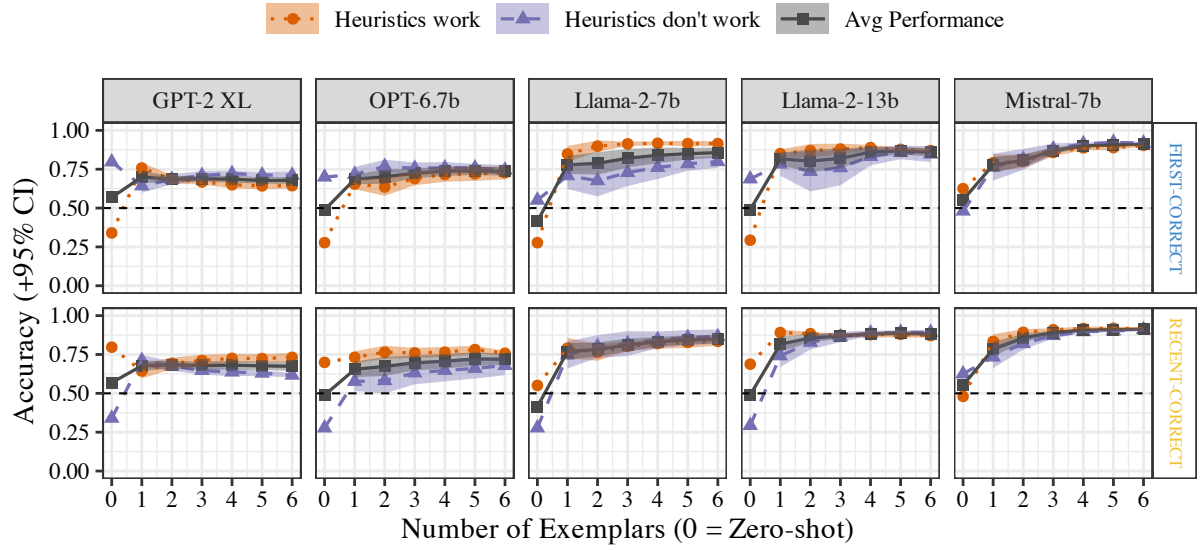 Heuristics work Heuristics don't work Avg Performance
GPT-2 XL OPT-6.7b Llama-2-7b Llama-2-13b Mistral-7b
1.00
0.75
0.50
0.25
0.00
FIRST-CORRECT
1.00
0.75
0.50
0.25
0.00
RECENT-CORRECT
Accuracy (+95% CI)
0 1 2 3 4 5 6 0 1 2 3 4 5 6 0 1 2 3 4 5 6 0 1 2 3 4 5 6 0 1 2 3 4 5 6
Number of Exemplars (0 = Zero-shot)